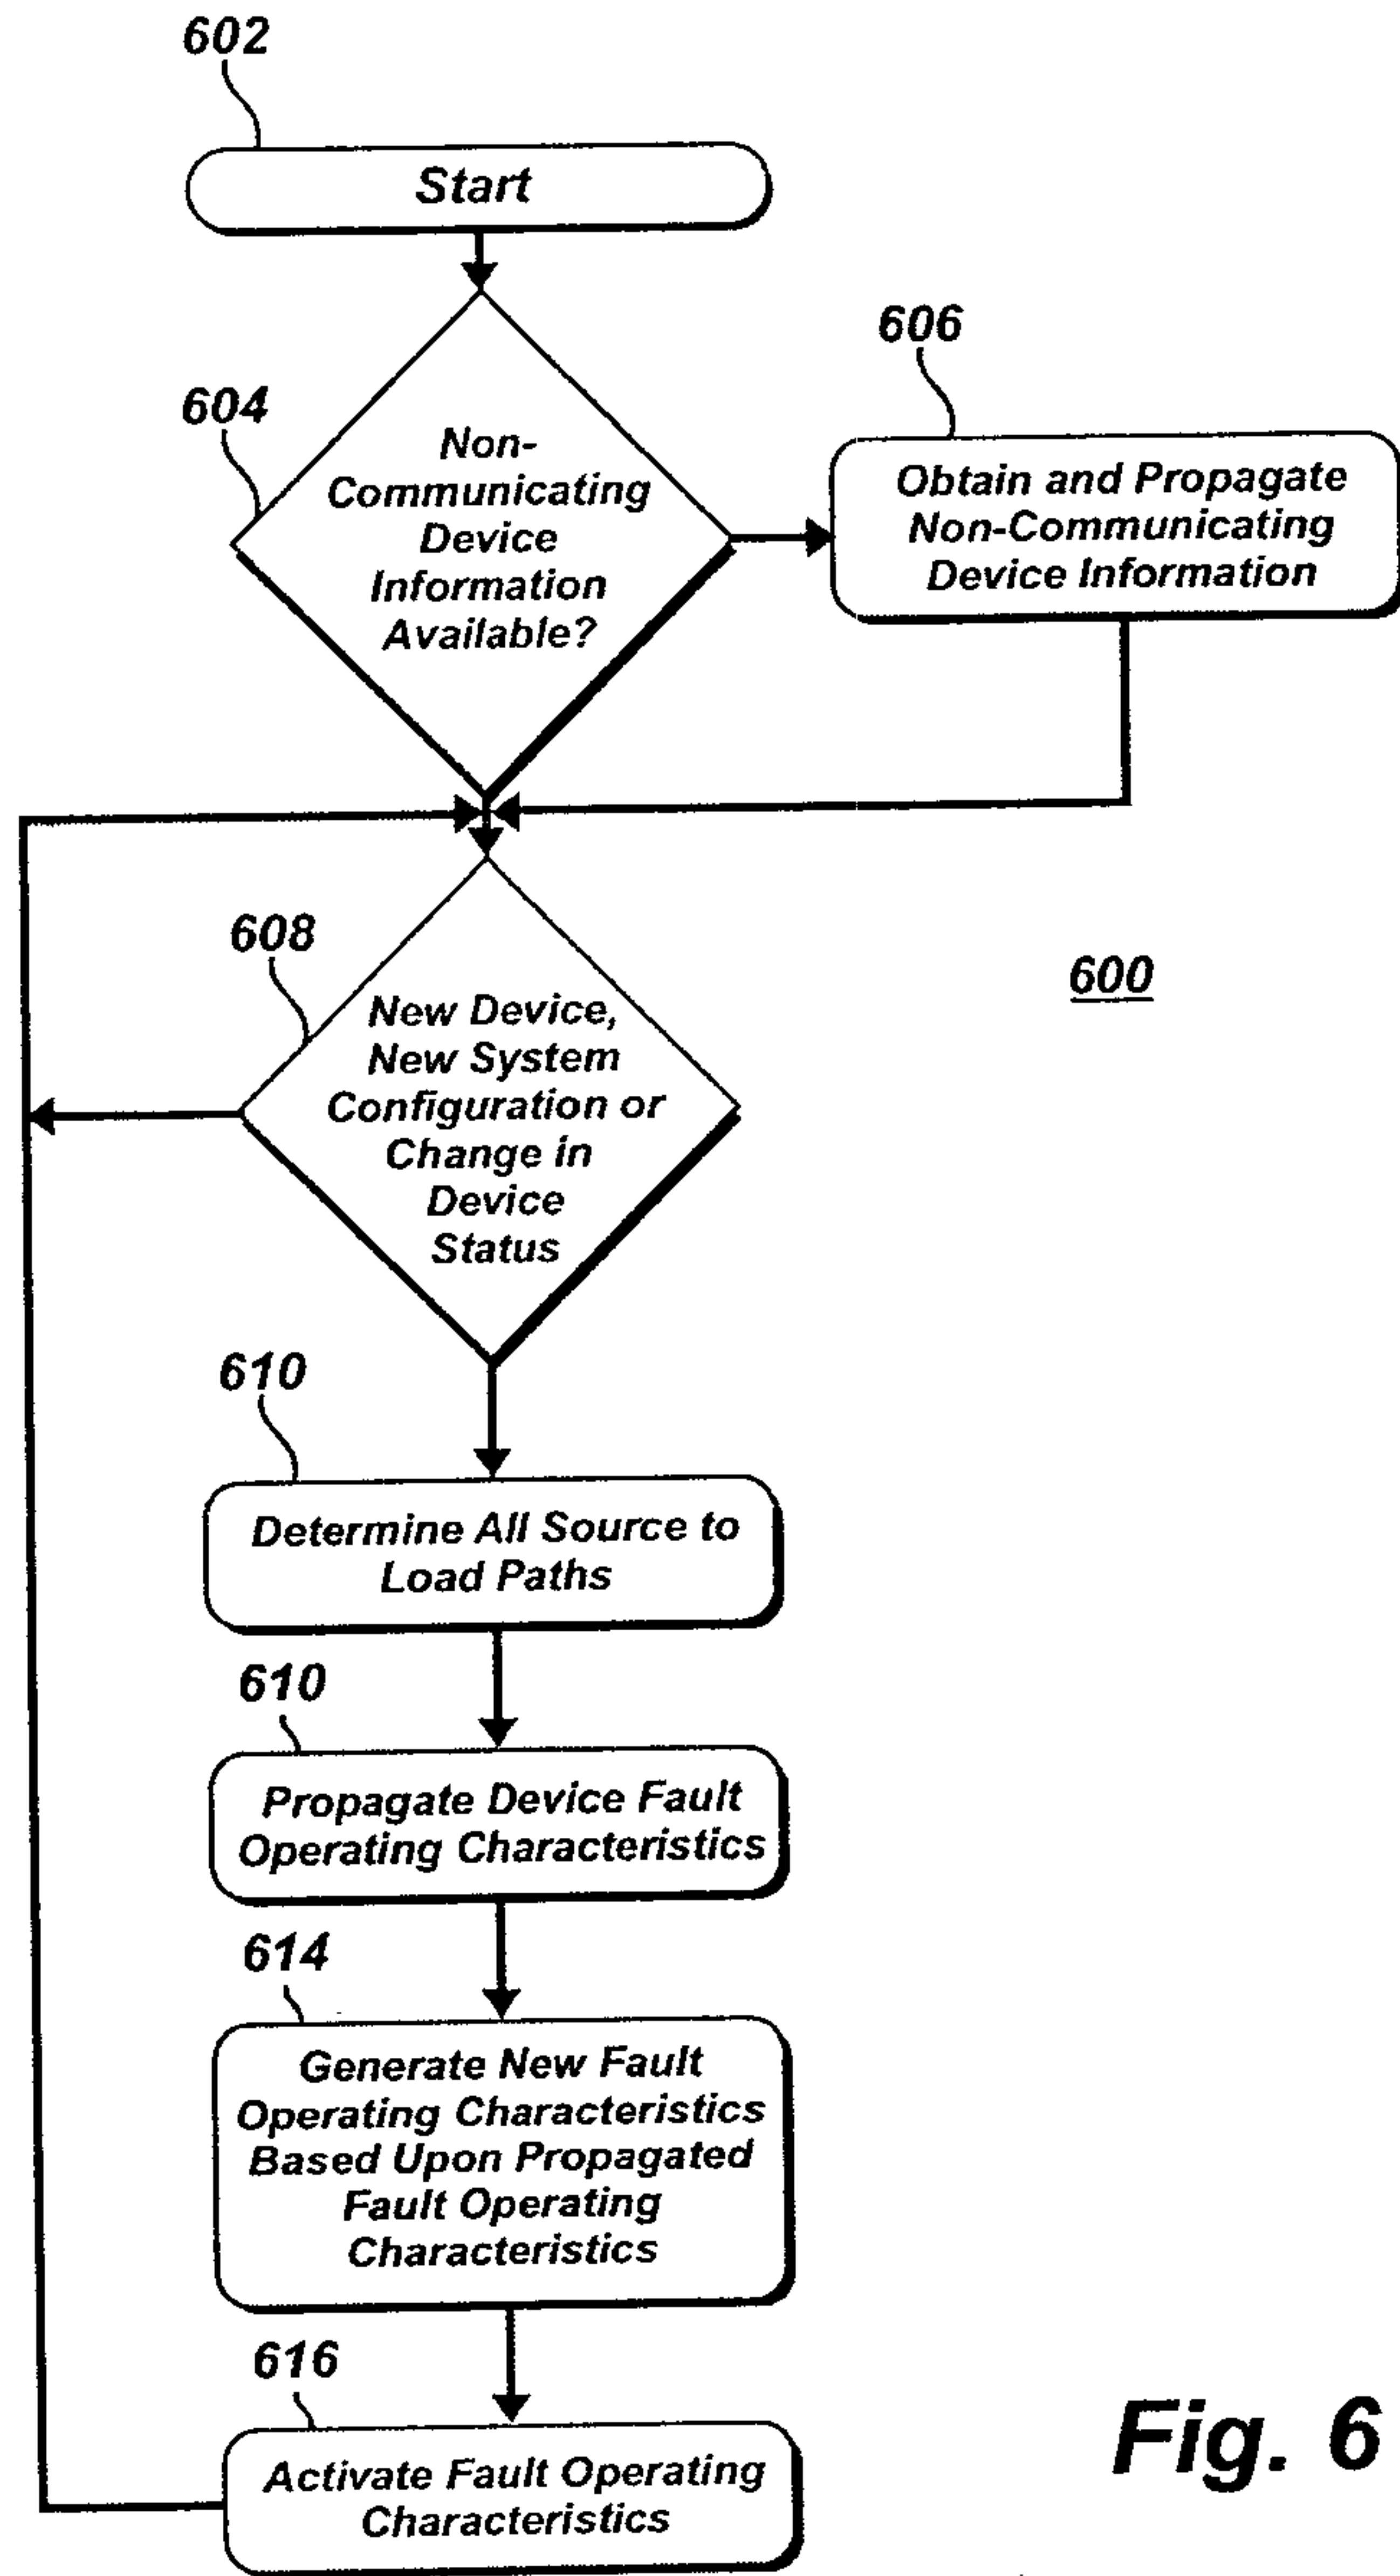 602
Start
604
Non-
Communicating
Device
Information
Available?
606
Obtain and Propagate
Non-Communicating
Device Information
608
New Device,
New System
Configuration or
Change in
Device
Status
600
610
Determine All Source to
Load Paths
610
Propagate Device Fault
Operating Characteristics
614
Generate New Fault
Operating Characteristics
Based Upon Propagated
Fault Operating
Characteristics
616
Activate Fault Operating
Characteristics
Fig. 6